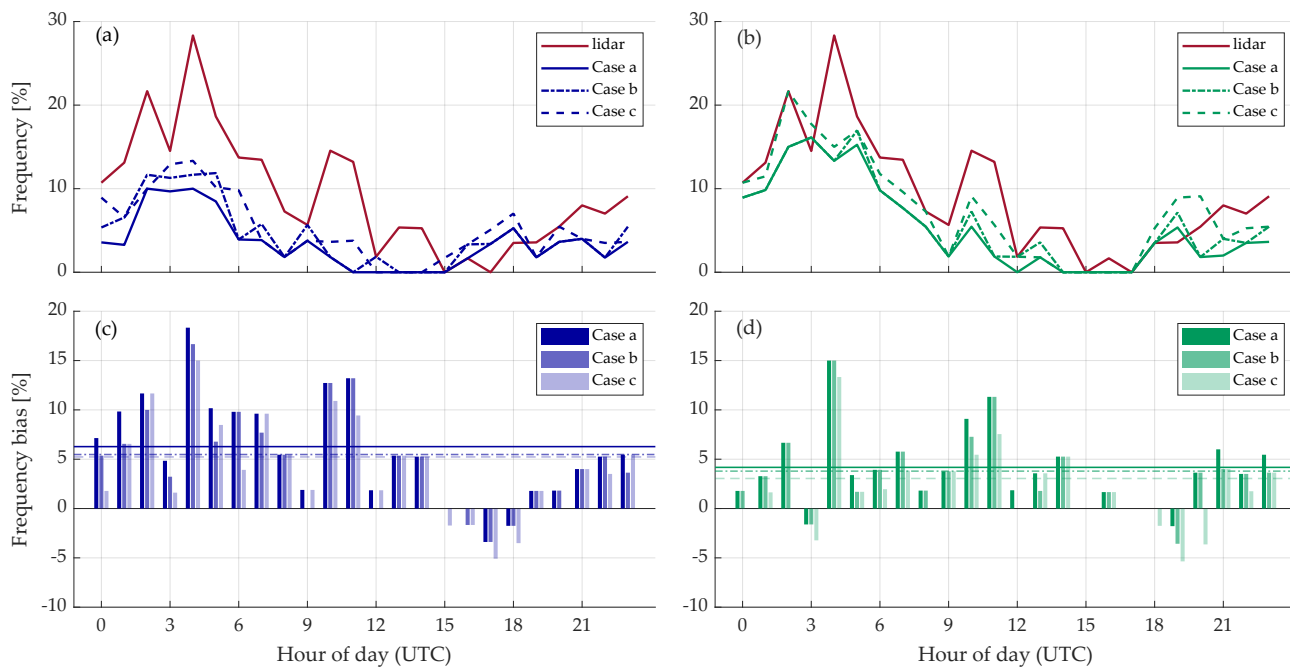 (a)
lidar
Case a
Case b
Case c
Frequency [%]
30
20
10
0
(b)
lidar
Case a
Case b
Case c
Frequency [%]
30
20
10
0
(c)
Case a
Case b
Case c
Frequency bias [%]
20
15
10
5
0
-5
-10
0 3 6 9 12 15 18 21
Hour of day (UTC)
(d)
Case a
Case b
Case c
Frequency bias [%]
20
15
10
5
0
-5
-10
0 3 6 9 12 15 18 21
Hour of day (UTC)